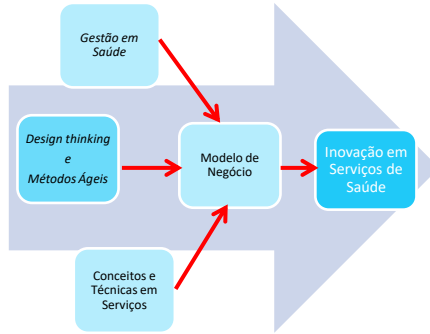 Gestão em
Saúde
Design thinking
e
Métodos Ágeis
Modelo de
Negócio
Inovação em
Serviços de
Saúde
Conceitos e
Técnicas em
Serviços